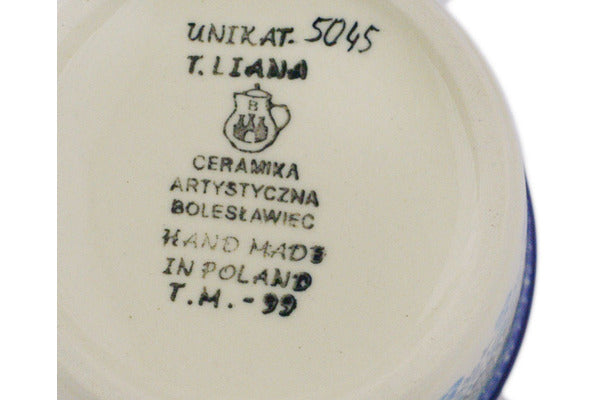 UNIKAT. 5045
T. LIANA
B
CERAMIKA
ARTYSTYCZNA
BOLESŁAWIEC
HAND MADE
IN POLAND
T.M. - 99